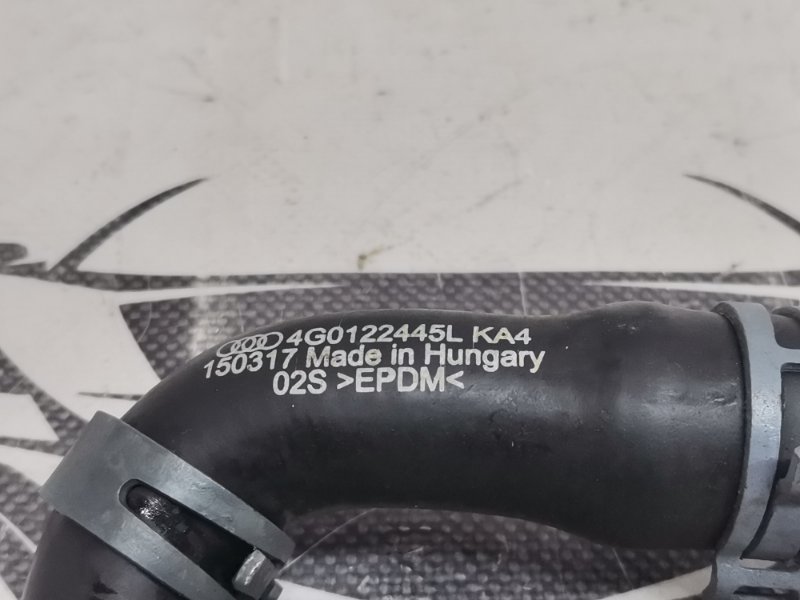 4G0122445L KA4
150317 Made in Hungary
02S >EPDM<